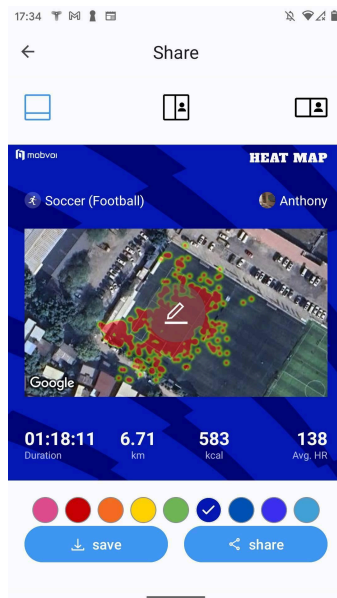 17:34
Share
mobvoi
HEAT MAP
Soccer (Football)
Anthony
Google
01:18:11 6.71 583 138
Duration km kcal Avg. HR
save
share